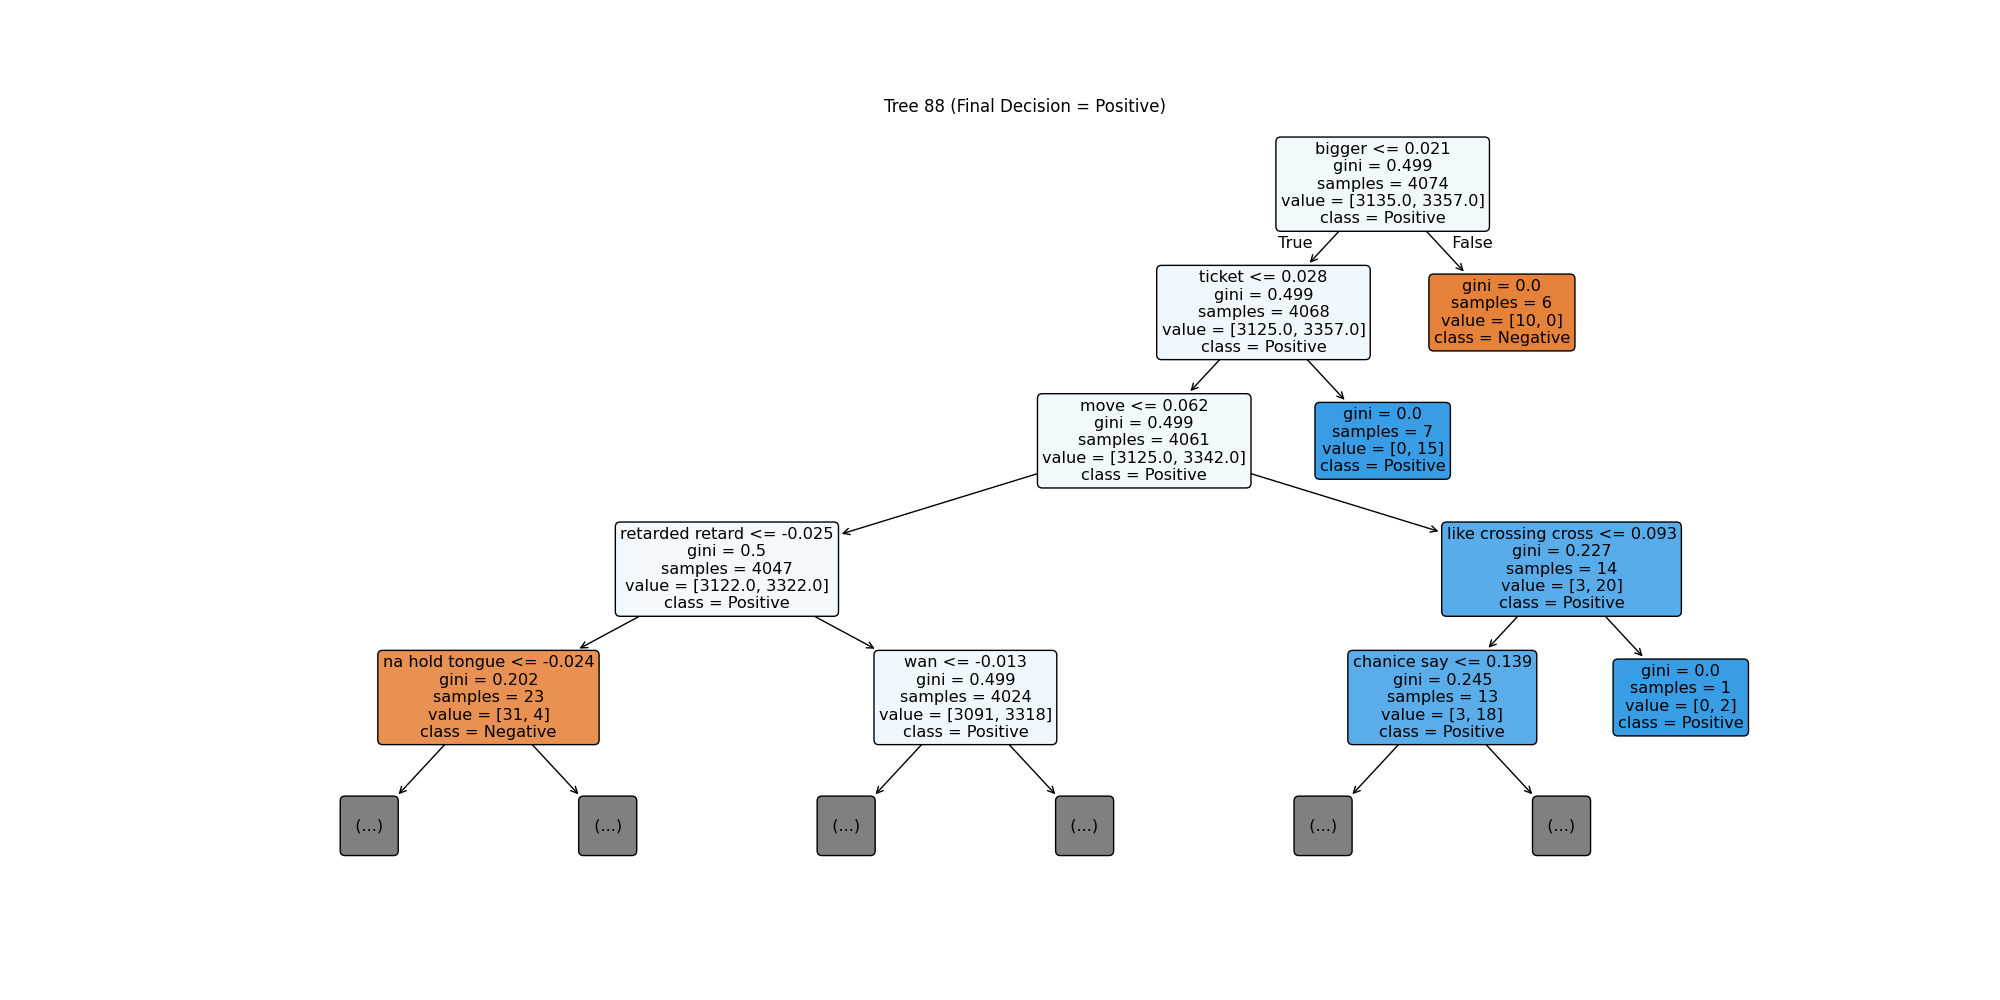 Tree 88 (Final Decision = Positive)
bigger <= 0.021
gini = 0.499
samples = 4074
value = [3135.0, 3357.0]
class = Positive
True
False
ticket <= 0.028
gini = 0.499
samples = 4068
value = [3125.0, 3357.0]
class = Positive
gini = 0.0
samples = 6
value = [10, 0]
class = Negative
move <= 0.062
gini = 0.499
samples = 4061
value = [3125.0, 3342.0]
class = Positive
gini = 0.0
samples = 7
value = [0, 15]
class = Positive
retarded retard <= -0.025
gini = 0.5
samples = 4047
value = [3122.0, 3322.0]
class = Positive
like crossing cross <= 0.093
gini = 0.227
samples = 14
value = [3, 20]
class = Positive
na hold tongue <= -0.024
gini = 0.202
samples = 23
value = [31, 4]
class = Negative
wan <= -0.013
gini = 0.499
samples = 4024
value = [3091, 3318]
class = Positive
chanice say <= 0.139
gini = 0.245
samples = 13
value = [3, 18]
class = Positive
gini = 0.0
samples = 1
value = [0, 2]
class = Positive
(...)
(...)
(...)
(...)
(...)
(...)